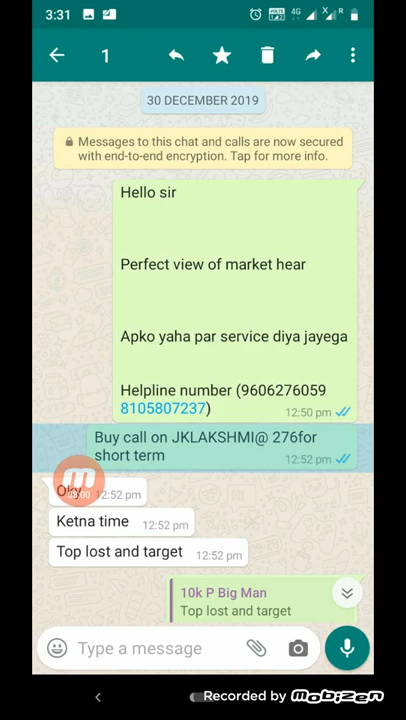 3:31
4G
X
R
1
30 DECEMBER 2019
Messages to this chat and calls are now secured
with end-to-end encryption. Tap for more info.
Hello sir
Perfect view of market hear
Apko yaha par service diya jayega
Helpline number (9606276059
8105807237)
12:50 pm
Buy call on JKLAKSHMI@ 276for
short term
12:52 pm
Oky
00:00
12:52 pm
Ketna time
12:52 pm
Top lost and target
12:52 pm
10k P Big Man
Top lost and target
Type a message
Recorded by mobizen